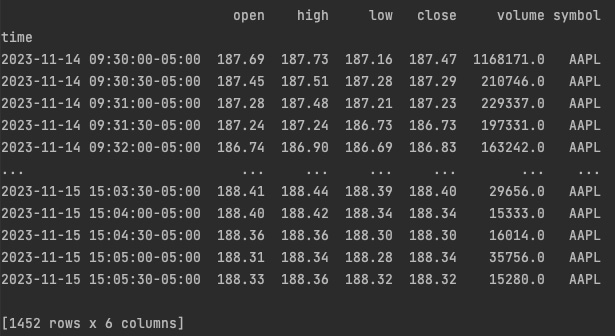 open high low close volume symbol
time
2023-11-14 09:30:00-05:00 187.69 187.73 187.16 187.47 1168171.0 AAPL
2023-11-14 09:30:30-05:00 187.45 187.51 187.28 187.29 210746.0 AAPL
2023-11-14 09:31:00-05:00 187.28 187.48 187.21 187.23 229337.0 AAPL
2023-11-14 09:31:30-05:00 187.24 187.24 186.73 186.73 197331.0 AAPL
2023-11-14 09:32:00-05:00 186.74 186.90 186.69 186.83 163242.0 AAPL
... ... ... ... ... ... ...
2023-11-15 15:03:30-05:00 188.41 188.44 188.39 188.40 29656.0 AAPL
2023-11-15 15:04:00-05:00 188.40 188.42 188.34 188.34 15333.0 AAPL
2023-11-15 15:04:30-05:00 188.36 188.36 188.30 188.30 16014.0 AAPL
2023-11-15 15:05:00-05:00 188.31 188.34 188.28 188.34 35756.0 AAPL
2023-11-15 15:05:30-05:00 188.33 188.36 188.32 188.32 15280.0 AAPL
[1452 rows x 6 columns]